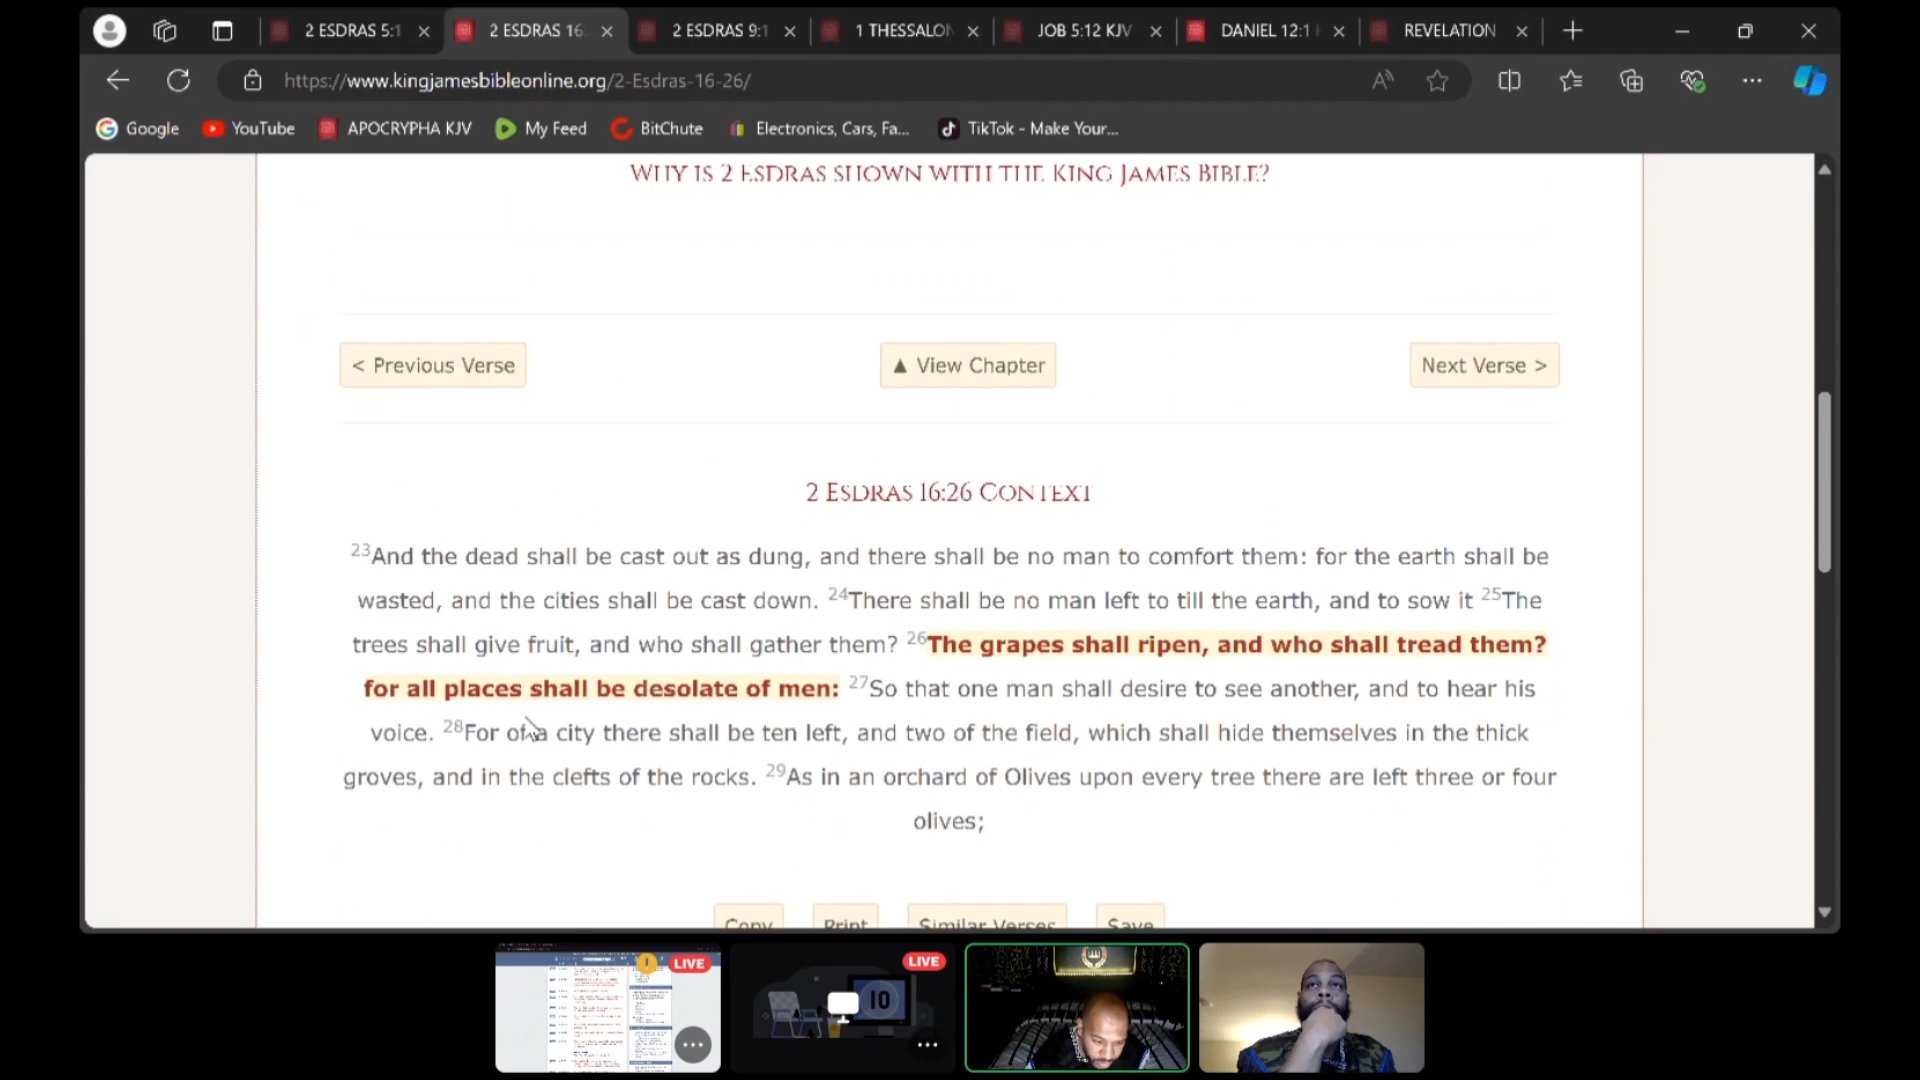 2 ESDRAS 5:1
2 ESDRAS 16:
2 ESDRAS 9:1
1 THESSALON
JOB 5:12 KJV
DANIEL 12:1
REVELATION
https://www.kingjamesbibleonline.org/2-Esdras-16-26/
Google
YouTube
APOCRYPHA KJV
My Feed
BitChute
Electronics, Cars, Fa...
TikTok - Make Your...
WHY IS 2 ESDRAS SHOWN WITH THE KING JAMES BIBLE?
< Previous Verse
▲ View Chapter
Next Verse >
2 ESDRAS 16:26 CONTEXT
23And the dead shall be cast out as dung, and there shall be no man to comfort them: for the earth shall be
wasted, and the cities shall be cast down. 24There shall be no man left to till the earth, and to sow it 25The
trees shall give fruit, and who shall gather them? 26The grapes shall ripen, and who shall tread them?
for all places shall be desolate of men: 27So that one man shall desire to see another, and to hear his
voice. 28For of a city there shall be ten left, and two of the field, which shall hide themselves in the thick
groves, and in the clefts of the rocks. 29As in an orchard of Olives upon every tree there are left three or four
olives;
Copy
Print
Similar Verses
Save
LIVE
LIVE
10